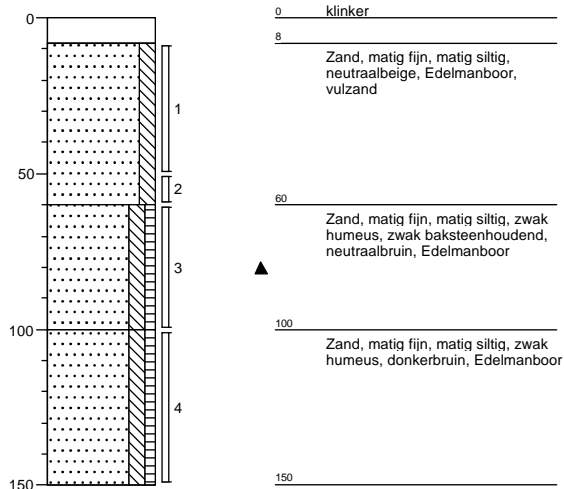 0
50
100
150
1
2
3
4
0 klinker
8
Zand, matig fijn, matig siltig,
neutraalbeige, Edelmanboor,
vulzand
60
Zand, matig fijn, matig siltig, zwak
humeus, zwak baksteenhoudend,
neutraalbruin, Edelmanboor
100
Zand, matig fijn, matig siltig, zwak
humeus, donkerbruin, Edelmanboor
150